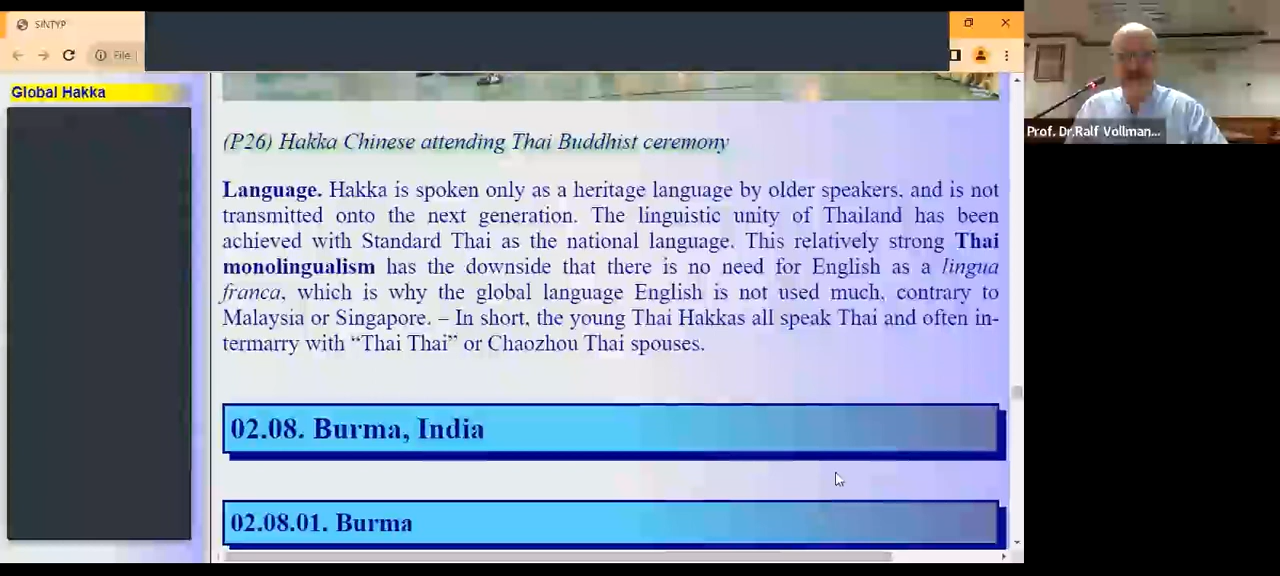 SINTYP
File
Global Hakka
Prof. Dr.Ralf Vollman...
(P26) Hakka Chinese attending Thai Buddhist ceremony
Language. Hakka is spoken only as a heritage language by older speakers, and is not
transmitted onto the next generation. The linguistic unity of Thailand has been
achieved with Standard Thai as the national language. This relatively strong Thai
monolingualism has the downside that there is no need for English as a lingua
franca, which is why the global language English is not used much, contrary to
Malaysia or Singapore. – In short, the young Thai Hakkas all speak Thai and often in-
termarry with “Thai Thai” or Chaozhou Thai spouses.
02.08. Burma, India
02.08.01. Burma